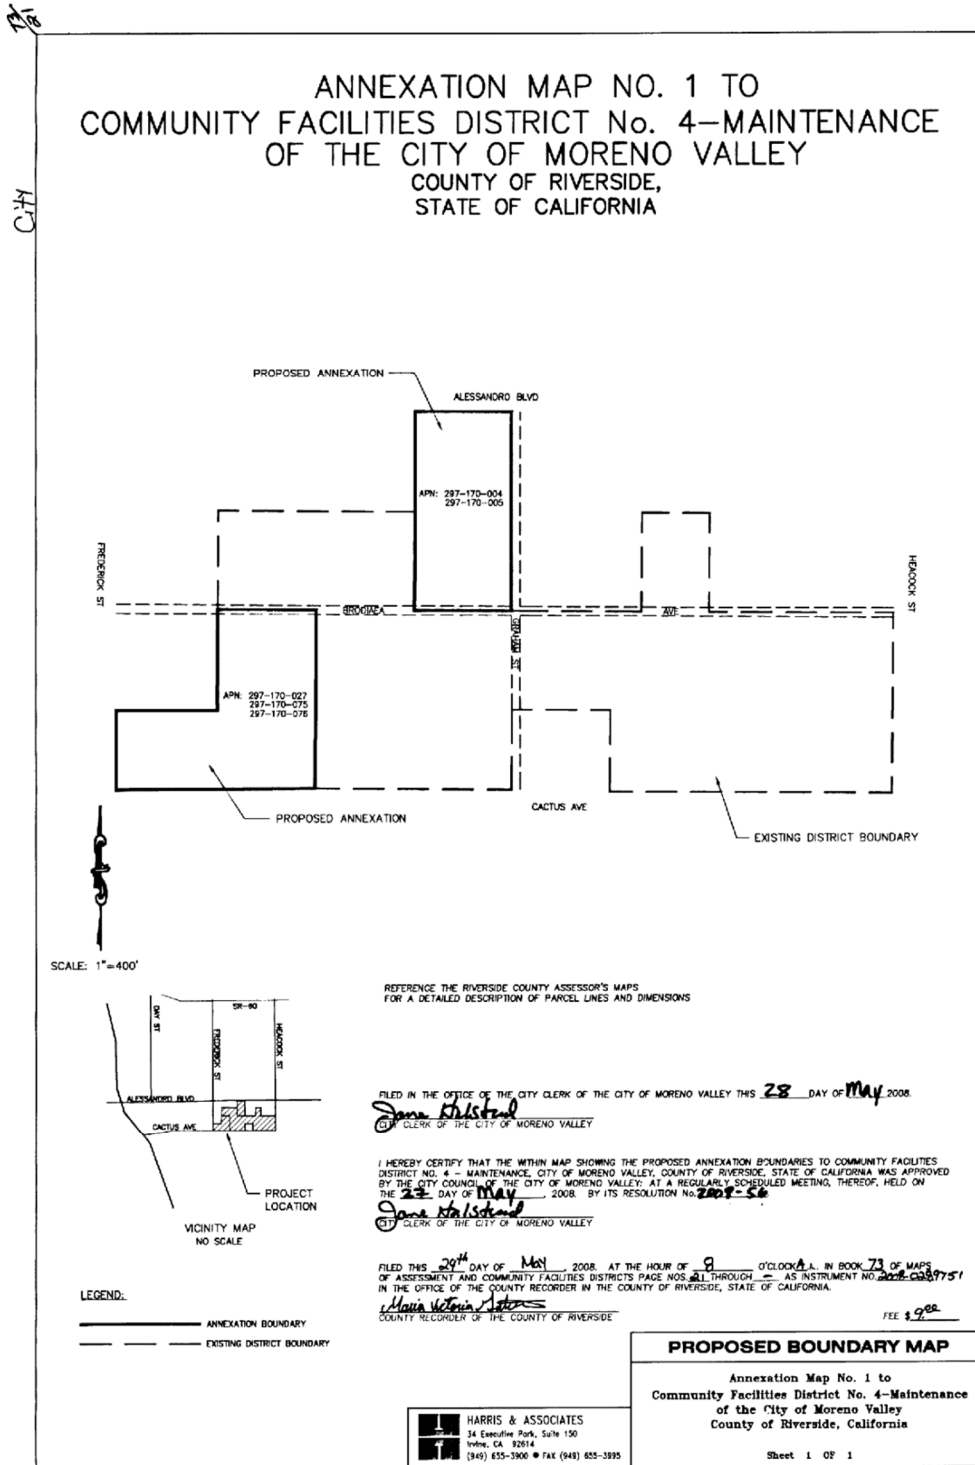 73/21
City
ANNEXATION MAP NO. 1 TO
COMMUNITY FACILITIES DISTRICT No. 4-MAINTENANCE
OF THE CITY OF MORENO VALLEY
COUNTY OF RIVERSIDE,
STATE OF CALIFORNIA
PROPOSED ANNEXATION
ALESSANDRO BLVD
APN: 297-170-004
297-170-005
FREDERICK ST
HEACOCK ST
BRODIAEA
AVE
GRAHAM ST
APN: 297-170-027
297-170-075
297-170-076
CACTUS AVE
PROPOSED ANNEXATION
EXISTING DISTRICT BOUNDARY
SCALE: 1"=400'
REFERENCE THE RIVERSIDE COUNTY ASSESSOR'S MAPS
FOR A DETAILED DESCRIPTION OF PARCEL LINES AND DIMENSIONS
SR-60
DAY ST
FREDERICK ST
HEACOCK ST
ALESSANDRO BLVD
CACTUS AVE
PROJECT
LOCATION
VICINITY MAP
NO SCALE
FILED IN THE OFFICE OF THE CITY CLERK OF THE CITY OF MORENO VALLEY THIS 28 DAY OF May 2008.
Jane Halstead
CITY CLERK OF THE CITY OF MORENO VALLEY
I HEREBY CERTIFY THAT THE WITHIN MAP SHOWING THE PROPOSED ANNEXATION BOUNDARIES TO COMMUNITY FACILITIES
DISTRICT NO. 4 - MAINTENANCE, CITY OF MORENO VALLEY, COUNTY OF RIVERSIDE, STATE OF CALIFORNIA WAS APPROVED
BY THE CITY COUNCIL OF THE CITY OF MORENO VALLEY: AT A REGULARLY SCHEDULED MEETING, THEREOF, HELD ON
THE 27 DAY OF May, 2008. BY ITS RESOLUTION No. 2008-56
Jane Halstead
CITY CLERK OF THE CITY OF MORENO VALLEY
FILED THIS 29th DAY OF May, 2008. AT THE HOUR OF 8 O'CLOCK A.. IN BOOK 73 OF MAPS
OF ASSESSMENT AND COMMUNITY FACILITIES DISTRICTS PAGE NOS. 21 THROUGH - AS INSTRUMENT NO. 2008-0289751
IN THE OFFICE OF THE COUNTY RECORDER IN THE COUNTY OF RIVERSIDE, STATE OF CALIFORNIA.
Maria Victoria
COUNTY RECORDER OF THE COUNTY OF RIVERSIDE
FEE $ 9.00
LEGEND:
ANNEXATION BOUNDARY
EXISTING DISTRICT BOUNDARY
HARRIS & ASSOCIATES
34 Executive Park, Suite 150
Irvine, CA 92614
(949) 655-3900 ● FAX (949) 655-3995
PROPOSED BOUNDARY MAP
Annexation Map No. 1 to
Community Facilities District No. 4-Maintenance
of the City of Moreno Valley
County of Riverside, California
Sheet 1 OF 1